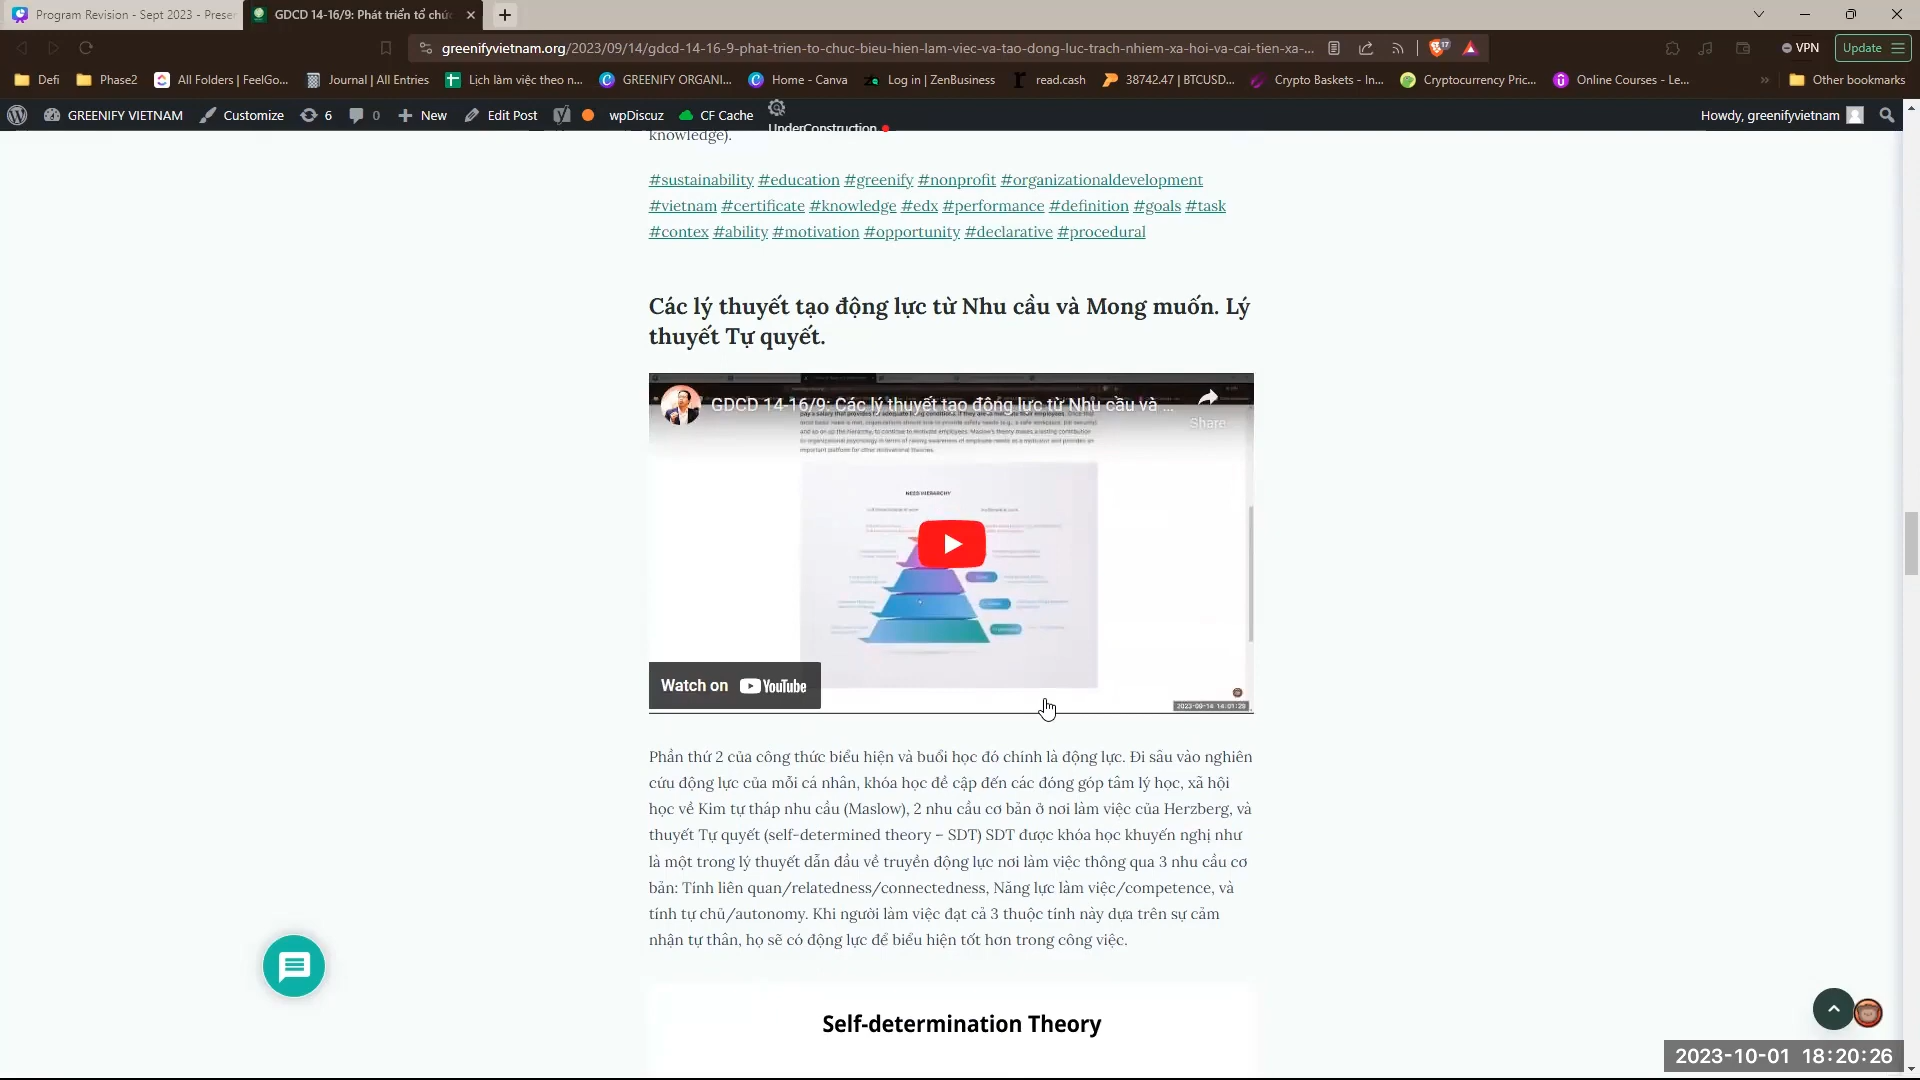 Program Revision - Sept 2023 - Preser
GDCD 14-16/9: Phát triển tổ chức
greenifyvietnam.org/2023/09/14/gdcd-14-16-9-phat-trien-to-chuc-bieu-hien-lam-viec-va-tao-dong-luc-trach-nhiem-xa-hoi-va-cai-tien-xa-...
17
VPN
Update
Defi
Phase2
All Folders | FeelGo...
Journal | All Entries
Lịch làm việc theo n...
GREENIFY ORGANI...
Home - Canva
Log in | ZenBusiness
read.cash
38742.47 | BTCUSD...
Crypto Baskets - In...
Cryptocurrency Pric...
Online Courses - Le...
Other bookmarks
GREENIFY VIETNAM
Customize
6
0
New
Edit Post
wpDiscuz
CF Cache
UnderConstruction
Howdy, greenifyvietnam
knowledge).
#sustainability #education #greenify #nonprofit #organizationaldevelopment
#vietnam #certificate #knowledge #edx #performance #definition #goals #task
#contex #ability #motivation #opportunity #declarative #procedural
Các lý thuyết tạo động lực từ Nhu cầu và Mong muốn. Lý
thuyết Tự quyết.
GDCD 14-16/9: Các lý thuyết tạo động lực từ Nhu cầu và ...
Share
NEED HIERARCHY
Watch on YouTube
2023-09-14 14:01:28
Phần thứ 2 của công thức biểu hiện và buổi học đó chính là động lực. Đi sâu vào nghiên
cứu động lực của mỗi cá nhân, khóa học đề cập đến các đóng góp tâm lý học, xã hội
học về Kim tự tháp nhu cầu (Maslow), 2 nhu cầu cơ bản ở nơi làm việc của Herzberg, và
thuyết Tự quyết (self-determined theory – SDT) SDT được khóa học khuyến nghị như
là một trong lý thuyết dẫn đầu về truyền động lực nơi làm việc thông qua 3 nhu cầu cơ
bản: Tính liên quan/relatedness/connectedness, Năng lực làm việc/competence, và
tính tự chủ/autonomy. Khi người làm việc đạt cả 3 thuộc tính này dựa trên sự cảm
nhận tự thân, họ sẽ có động lực để biểu hiện tốt hơn trong công việc.
Self-determination Theory
2023-10-01 18:20:26